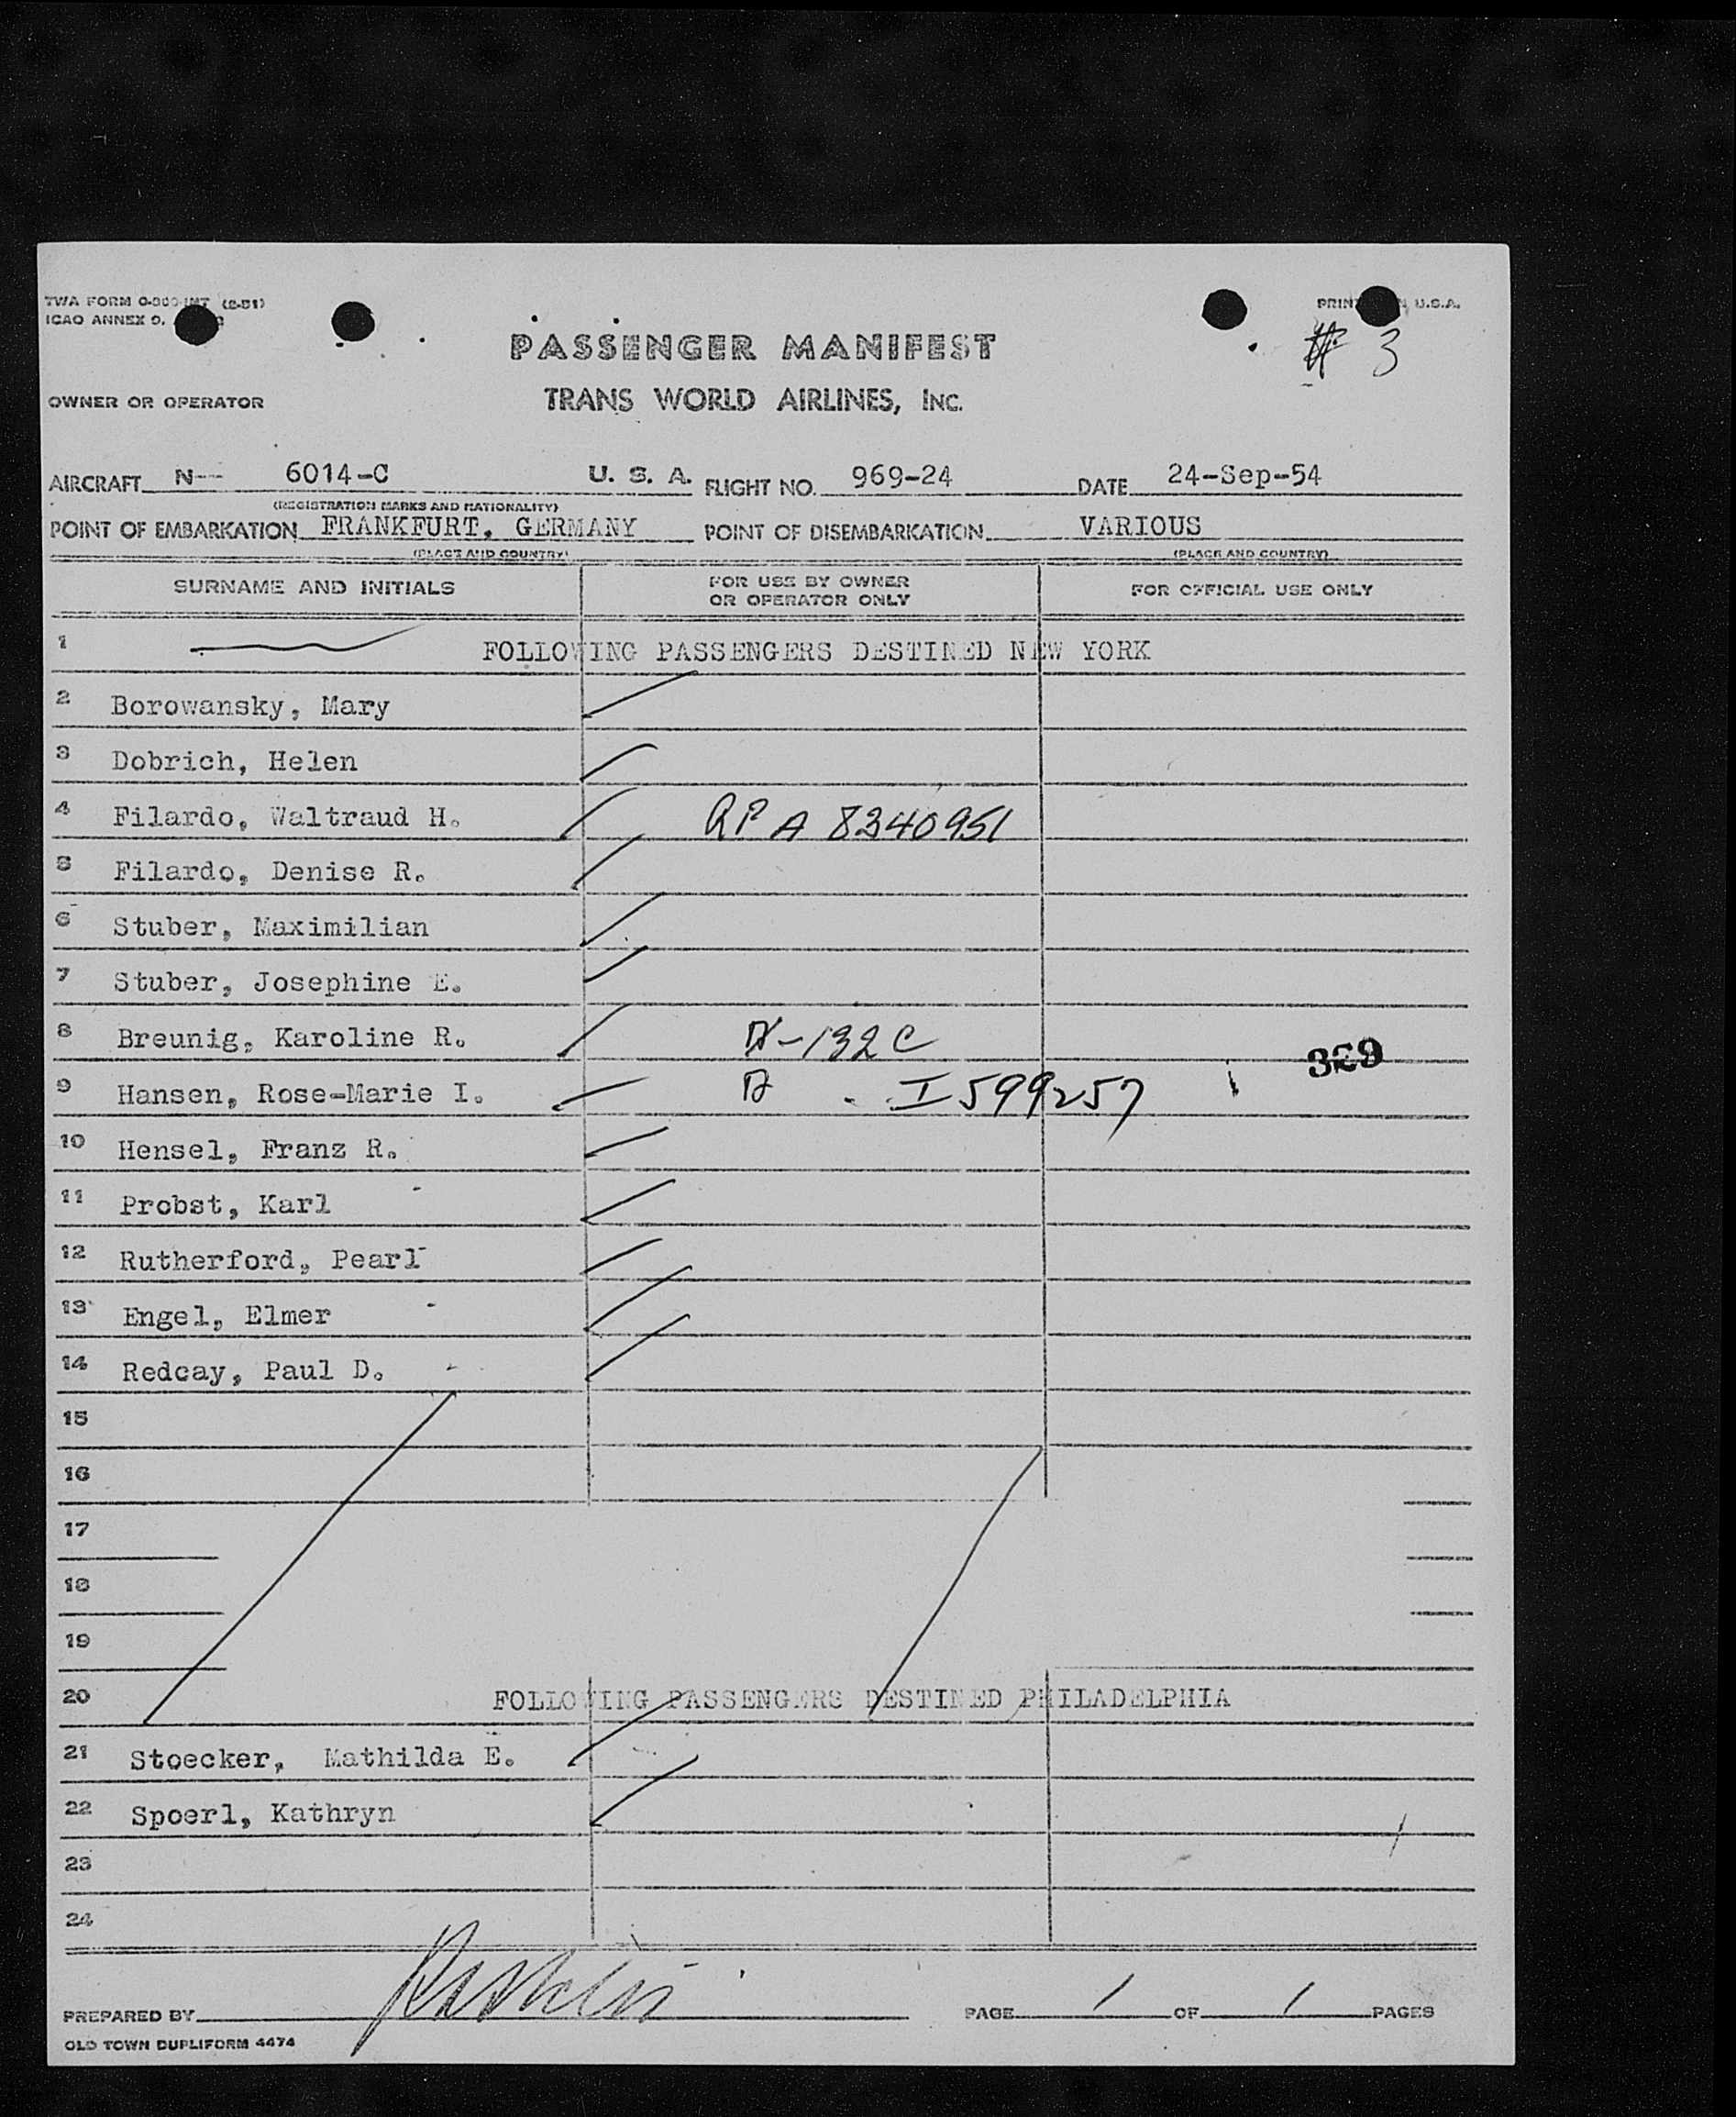 TWA FORM (2-51)
ICAO ANNEX 9.
U.S.A.
# 3
PASSENGER MANIFEST
OWNER OR OPERATOR
TRANS WORLD AIRLINES, INC.
AIRCRAFT N-- 6014-C U. S. A. FLIGHT NO. 969-24 DATE 24-Sep-54
(REGISTRATION MARKS AND NATIONALITY)
POINT OF EMBARKATION FRANKFURT, GERMANY POINT OF DISEMBARKATION VARIOUS
(PLACE AND COUNTRY) (PLACE AND COUNTRY)
SURNAME AND INITIALS FOR USE BY OWNER OR OPERATOR ONLY FOR OFFICIAL USE ONLY
1 FOLLOWING PASSENGERS DESTINED NEW YORK
2 Borowansky, Mary
3 Dobrich, Helen
4 Filardo, Waltraud H. RP A 8340951
5 Filardo, Denise R.
6 Stuber, Maximilian
7 Stuber, Josephine E.
8 Breunig, Karoline R. -132C
9 Hansen, Rose-Marie I. I 599257
10 Hensel, Franz R.
11 Probst, Karl
12 Rutherford, Pearl
13 Engel, Elmer
14 Redcay, Paul D.
15
16
17
18
19
20 FOLLOWING PASSENGERS DESTINED PHILADELPHIA
21 Stoecker, Mathilda E.
22 Spoerl, Kathryn
23
24
PREPARED BY PAGE 1 OF 1 PAGES
OLD TOWN DUPLIFORM 4474